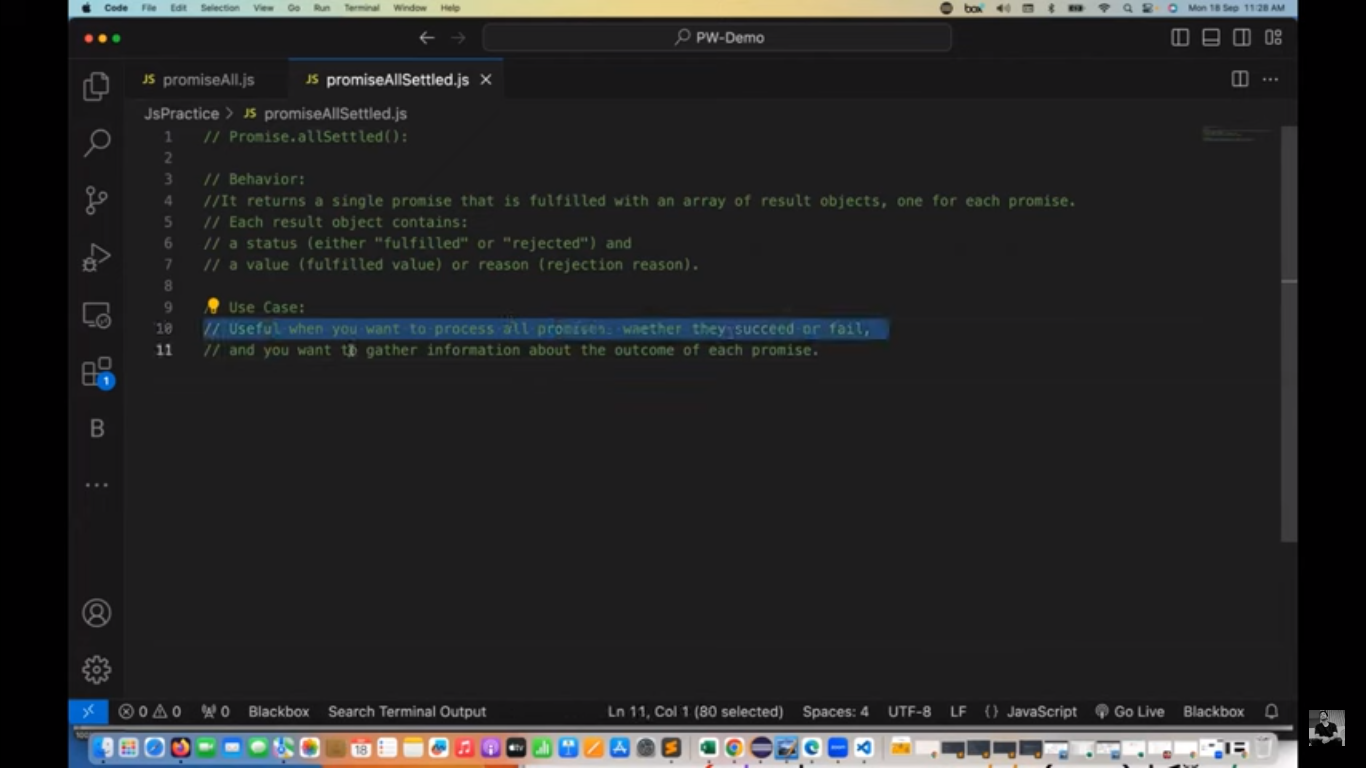 Code File Edit Selection View Go Run Terminal Window Help box Mon 18 Sep 11:28 AM
PW-Demo
JS promiseAll.js JS promiseAllSettled.js
JsPractice > JS promiseAllSettled.js
1 // Promise.allSettled():
2
3 // Behavior:
4 //It returns a single promise that is fulfilled with an array of result objects, one for each promise.
5 // Each result object contains:
6 // a status (either "fulfilled" or "rejected") and
7 // a value (fulfilled value) or reason (rejection reason).
8
9 / Use Case:
10 // Useful when you want to process all promises, whether they succeed or fail,
11 // and you want to gather information about the outcome of each promise.
1
B
0 0 0 Blackbox Search Terminal Output Ln 11, Col 1 (80 selected) Spaces: 4 UTF-8 LF {} JavaScript Go Live Blackbox
18